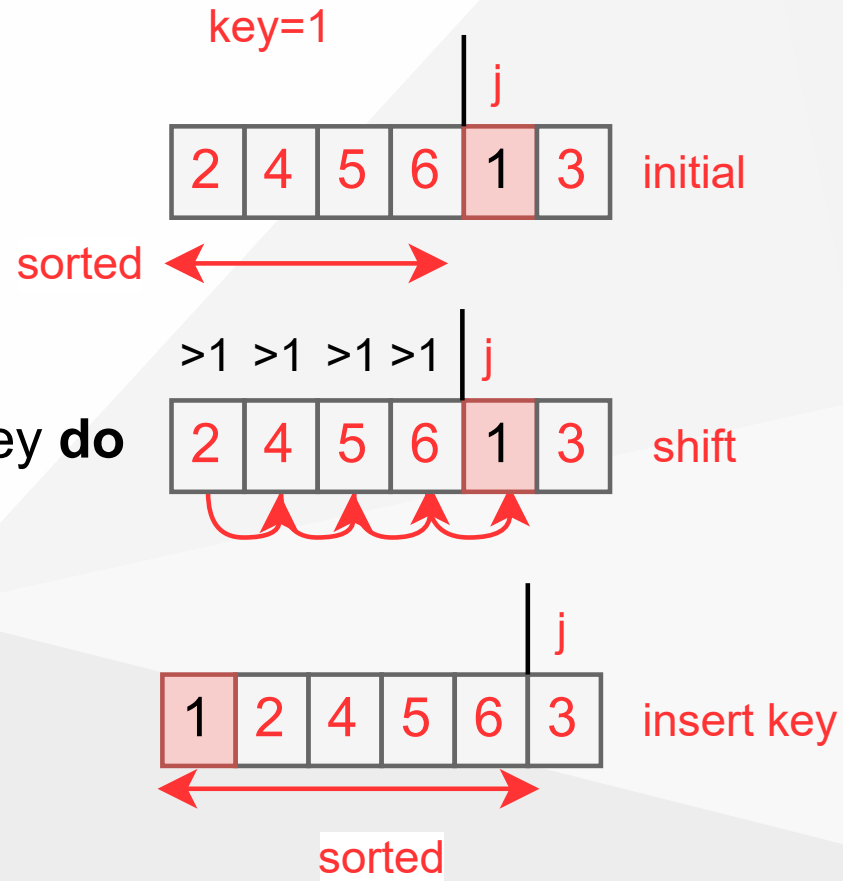 key=1
j
2 4 5 6 1 3 initial
sorted
>1 >1 >1 >1 j
ey do 2 4 5 6 1 3 shift
j
1 2 4 5 6 3 insert key
sorted